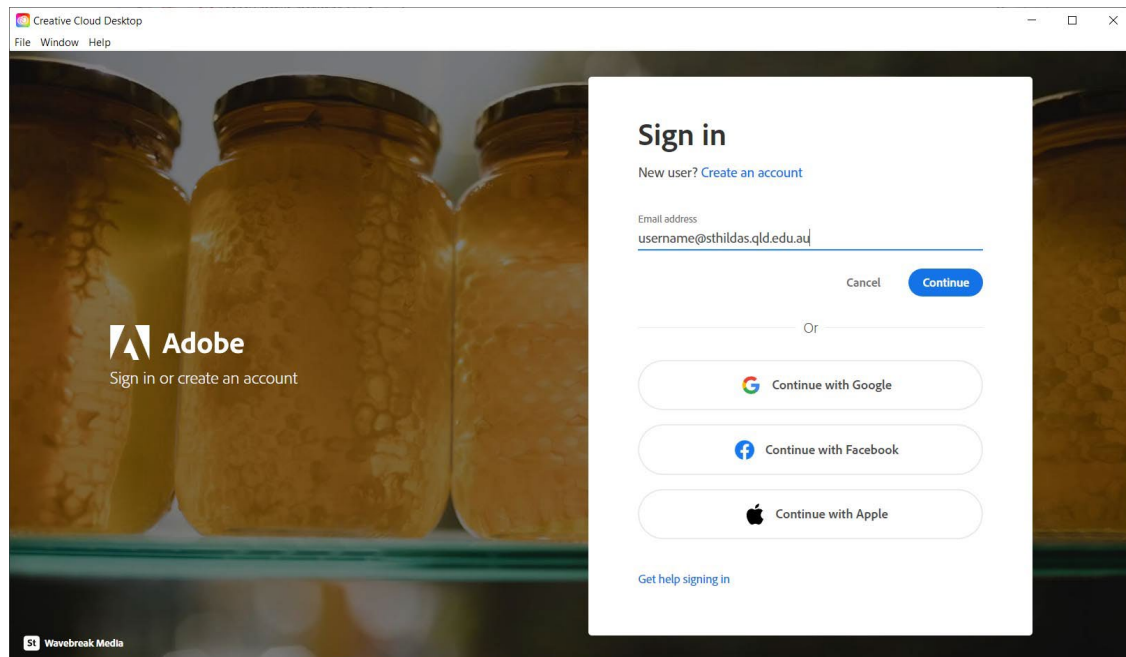 Creative Cloud Desktop
File Window Help
Sign in
New user? Create an account
Email address
username@sthildas.qld.edu.au
Cancel Continue
Or
Continue with Google
Continue with Facebook
Continue with Apple
Get help signing in
Adobe
Sign in or create an account
St Wavebreak Media